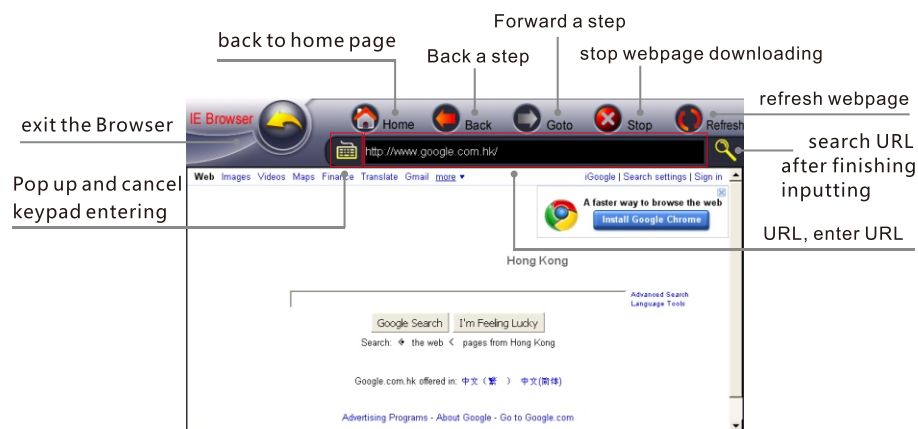 Forward a step
back to home page
Back a step
stop webpage downloading
refresh webpage
exit the Browser
IE Browser
Home
Back
Goto
Stop
Refresh
http://www.google.com.hk/
search URL
after finishing
inputting
Pop up and cancel
keypad entering
Web Images Videos Maps Finance Translate Gmail more ▼
iGoogle | Search settings | Sign in
A faster way to browse the web
Install Google Chrome
URL, enter URL
Hong Kong
Advanced Search
Language Tools
Google Search
I'm Feeling Lucky
Search: the web pages from Hong Kong
Google.com.hk offered in: 中文（繁 ） 中文(简体)
Advertising Programs - About Google - Go to Google.com